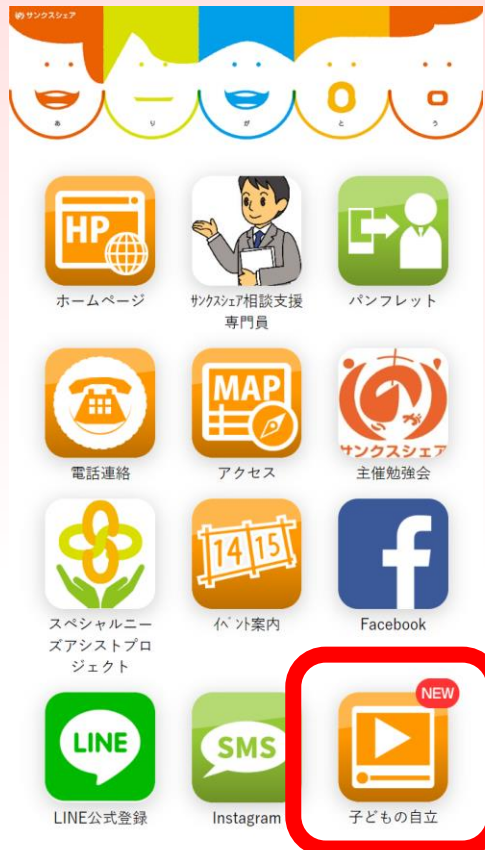 サンクスシェア
あ り が と う
HP
ホームページ
サンクスシェア相談支援
専門員
パンフレット
電話連絡
MAP
アクセス
サンクスシェア
主催勉強会
スペシャルニー
ズアシストプロ
ジェクト
14 15
イベント案内
f
Facebook
LINE
LINE公式登録
SMS
Instagram
NEW
子どもの自立